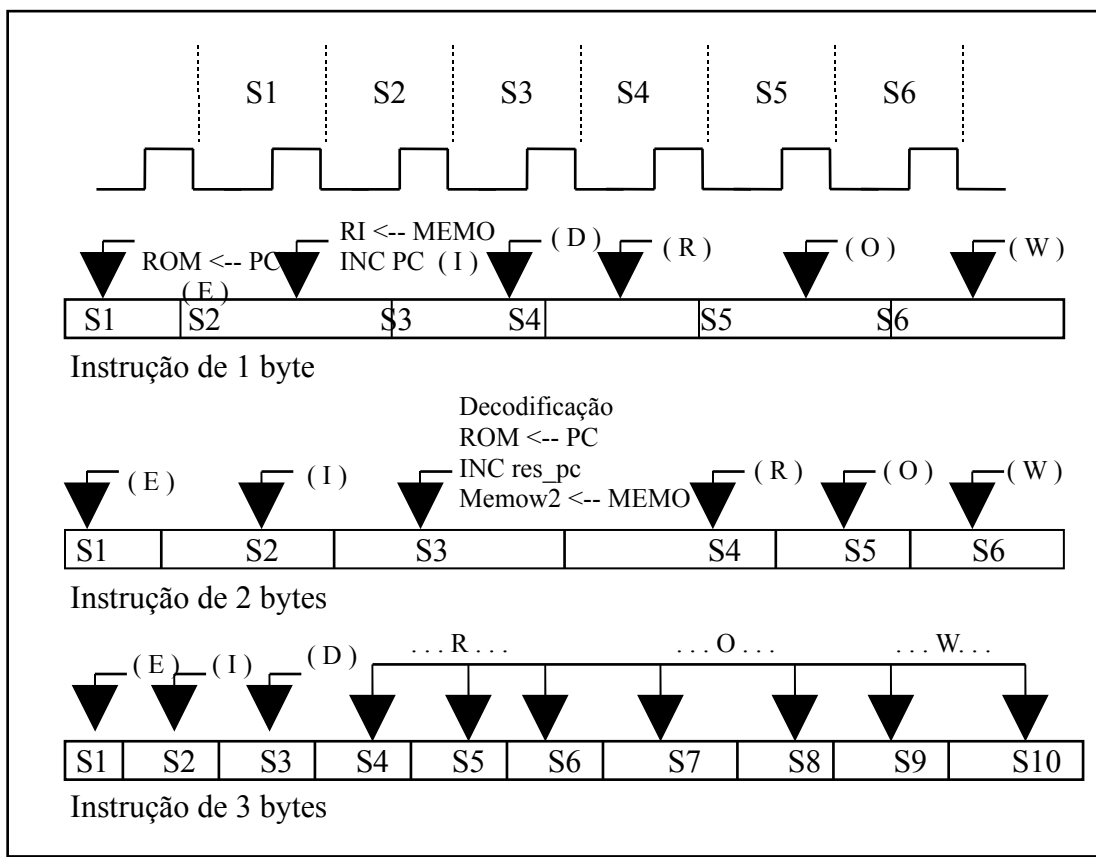 S1 S2 S3 S4 S5 S6
RI <-- MEMO
ROM <-- PC INC PC ( I ) ( D ) ( R ) ( O ) ( W )
( E )
S1 S2 S3 S4 S5 S6
Instrução de 1 byte
Decodificação
ROM <-- PC
( E ) ( I ) INC res_pc ( R ) ( O ) ( W )
Memow2 <-- MEMO
S1 S2 S3 S4 S5 S6
Instrução de 2 bytes
( E ) ( I ) ( D ) . . . R . . . . . . O . . . . . . W. . .
S1 S2 S3 S4 S5 S6 S7 S8 S9 S10
Instrução de 3 bytes